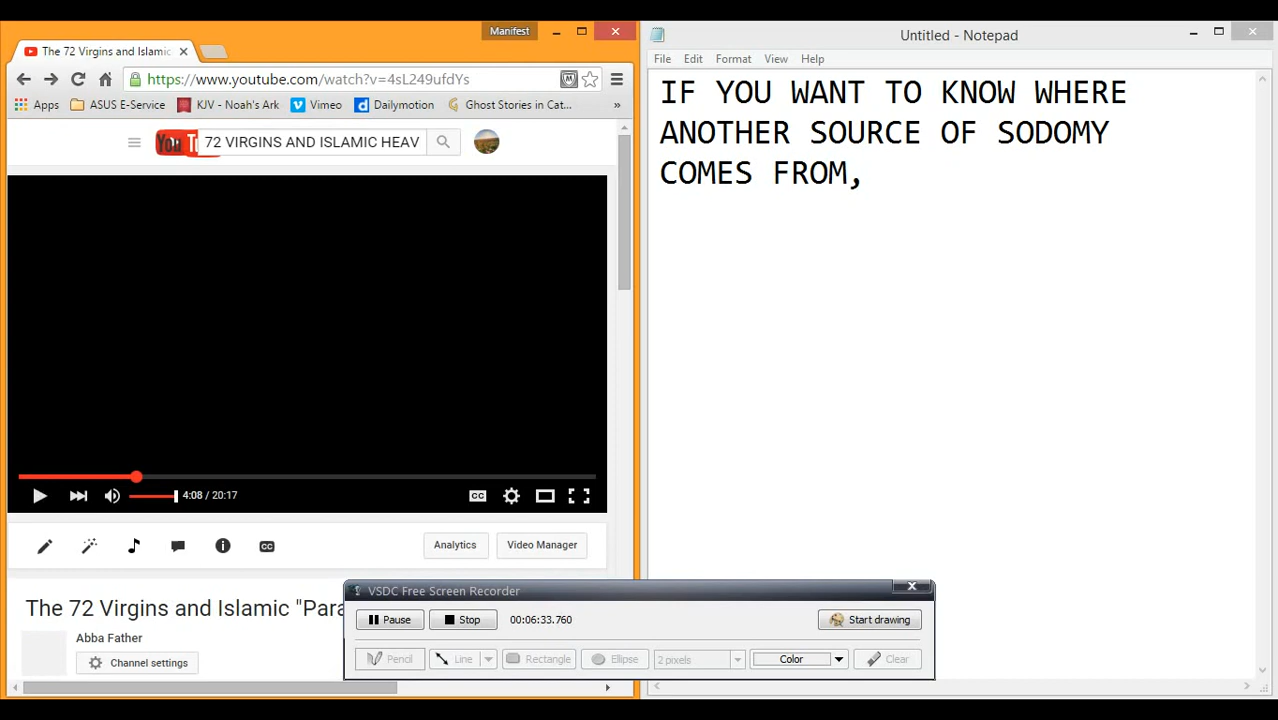 Manifest
The 72 Virgins and Islamic
https://www.youtube.com/watch?v=4sL249ufdYs
Apps ASUS E-Service KJV - Noah's Ark Vimeo Dailymotion Ghost Stories in Cat... »
You T 72 VIRGINS AND ISLAMIC HEAV
4:08 / 20:17 CC
CC Analytics Video Manager
The 72 Virgins and Islamic "Para
Abba Father
Channel settings
Untitled - Notepad
File Edit Format View Help
IF YOU WANT TO KNOW WHERE
ANOTHER SOURCE OF SODOMY
COMES FROM,
VSDC Free Screen Recorder
Pause Stop 00:06:33.760 Start drawing
Pencil Line Rectangle Ellipse 2 pixels Color Clear